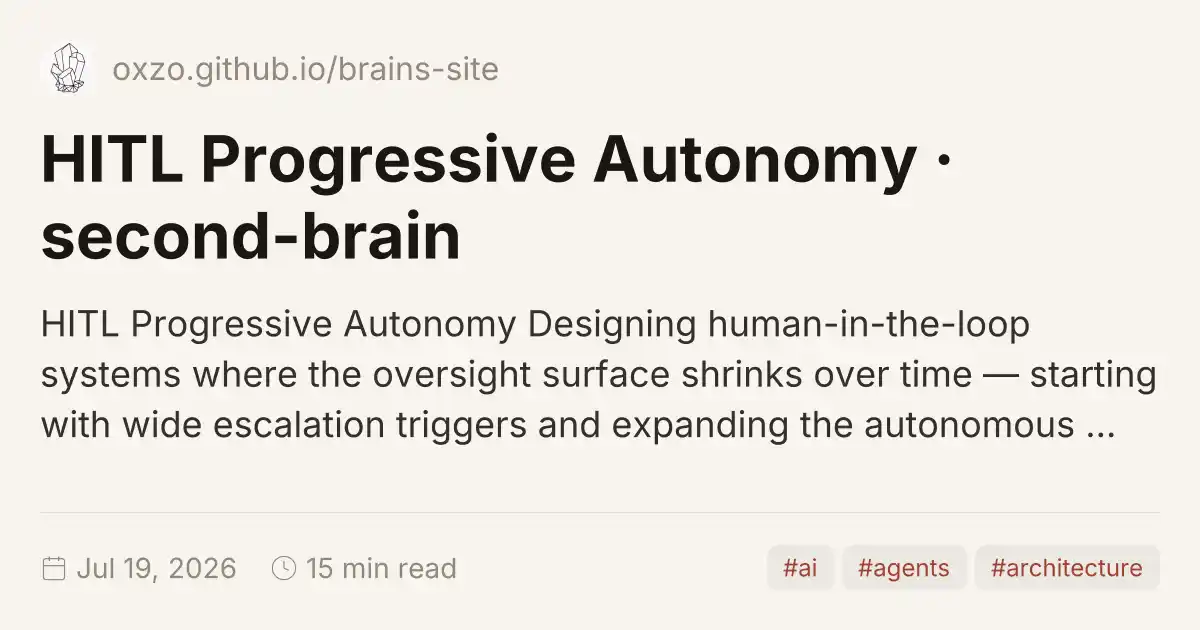 oxzo.github.io/brains-site
HITL Progressive Autonomy ·
second-brain
HITL Progressive Autonomy Designing human-in-the-loop
systems where the oversight surface shrinks over time — starting
with wide escalation triggers and expanding the autonomous ...
Jul 19, 2026 15 min read #ai #agents #architecture